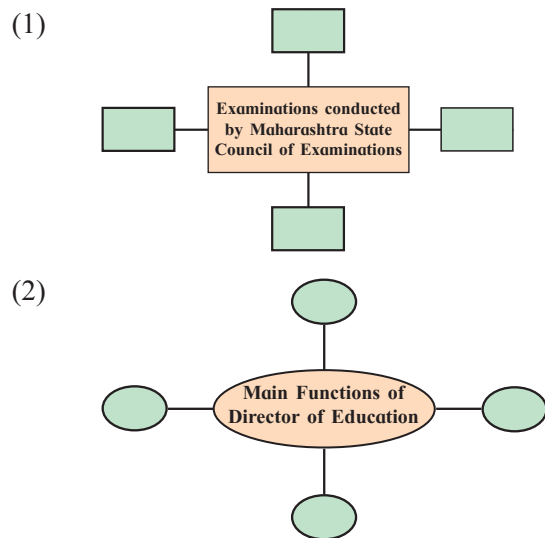 (1)
Examinations conducted
by Maharashtra State
Council of Examinations
(2)
Main Functions of
Director of Education